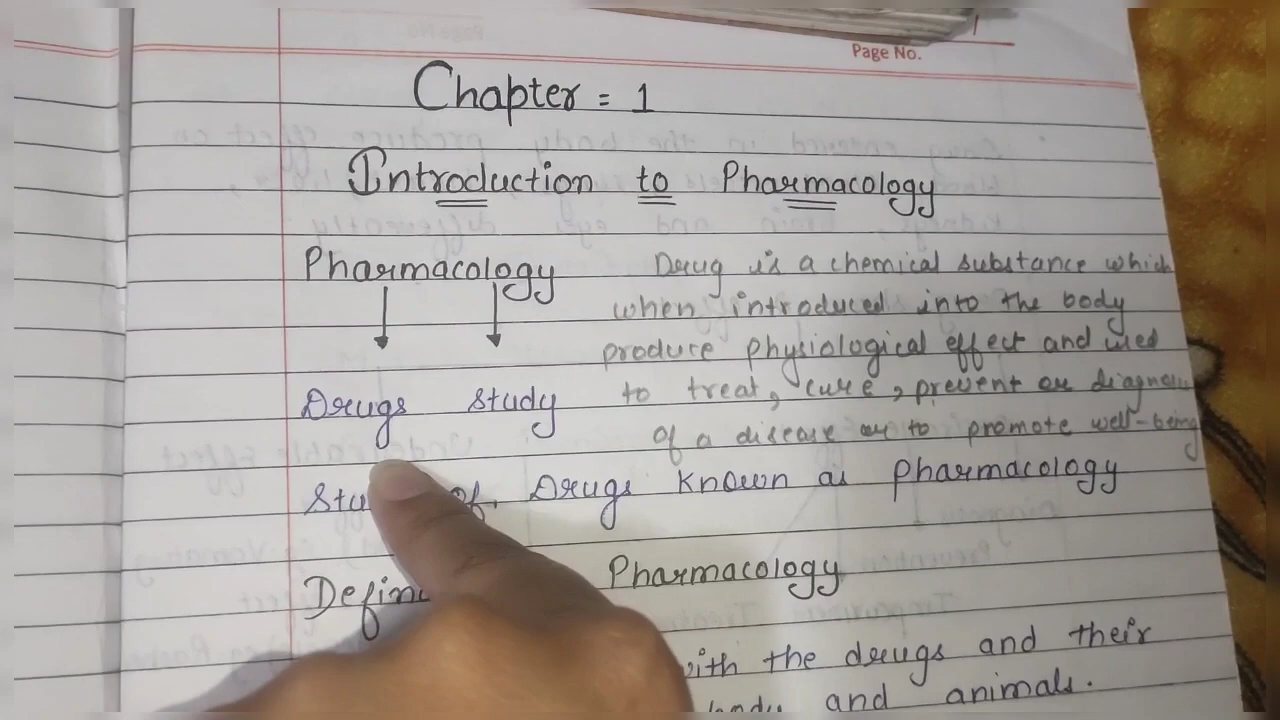 Page No.
Chapter = 1
Introduction to Pharmacology
Pharmacology
Drug is a chemical substance which
when introduced into the body
produce physiological effect and used
to treat, cure, prevent or
of a disease or to promote well-being
Drugs Study
of Drugs known as Pharmacology
Pharmacology
with the drugs and their
and animals.